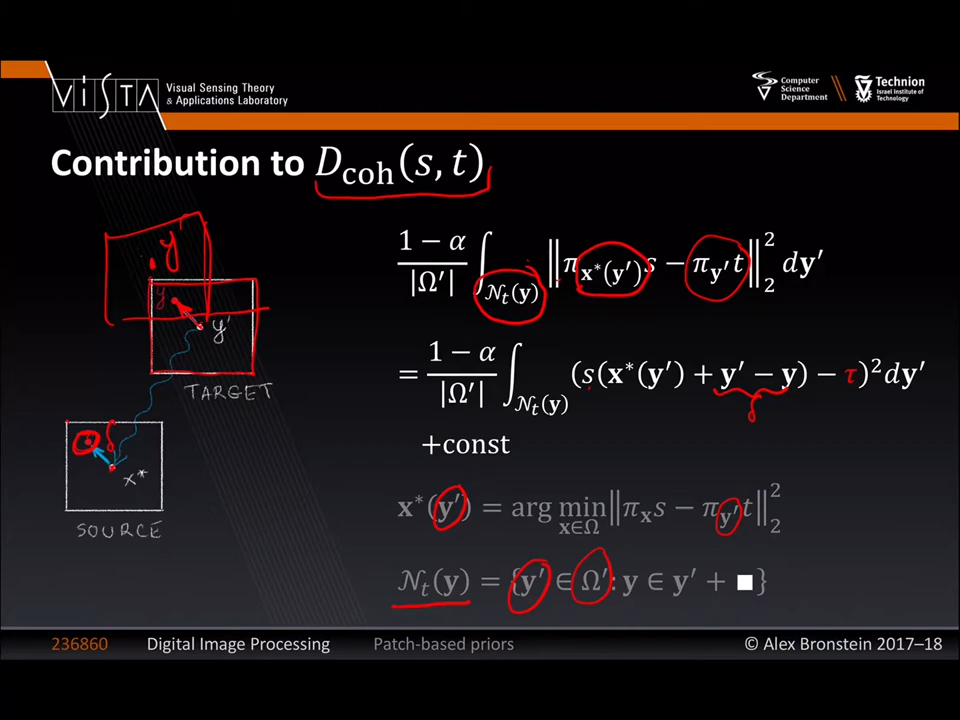 VISTA Visual Sensing Theory
& Applications Laboratory
Computer
Science
Department
Technion
Israel Institute of
Technology
Contribution to D_coh(s, t)
1 − α / |Ω′| ∫_{𝒩_t(y)} ‖π_{x*(y′)} s − π_{y′} t‖₂² dy′
= 1 − α / |Ω′| ∫_{𝒩_t(y)} (s(x*(y′) + y′ − y) − τ)² dy′
+const
x*(y′) = arg min_{x∈Ω} ‖π_x s − π_{y′} t‖₂²
𝒩_t(y) = {y′ ∈ Ω′: y ∈ y′ + ■}
y′
y
y′
TARGET
x*
SOURCE
236860 Digital Image Processing Patch-based priors © Alex Bronstein 2017–18